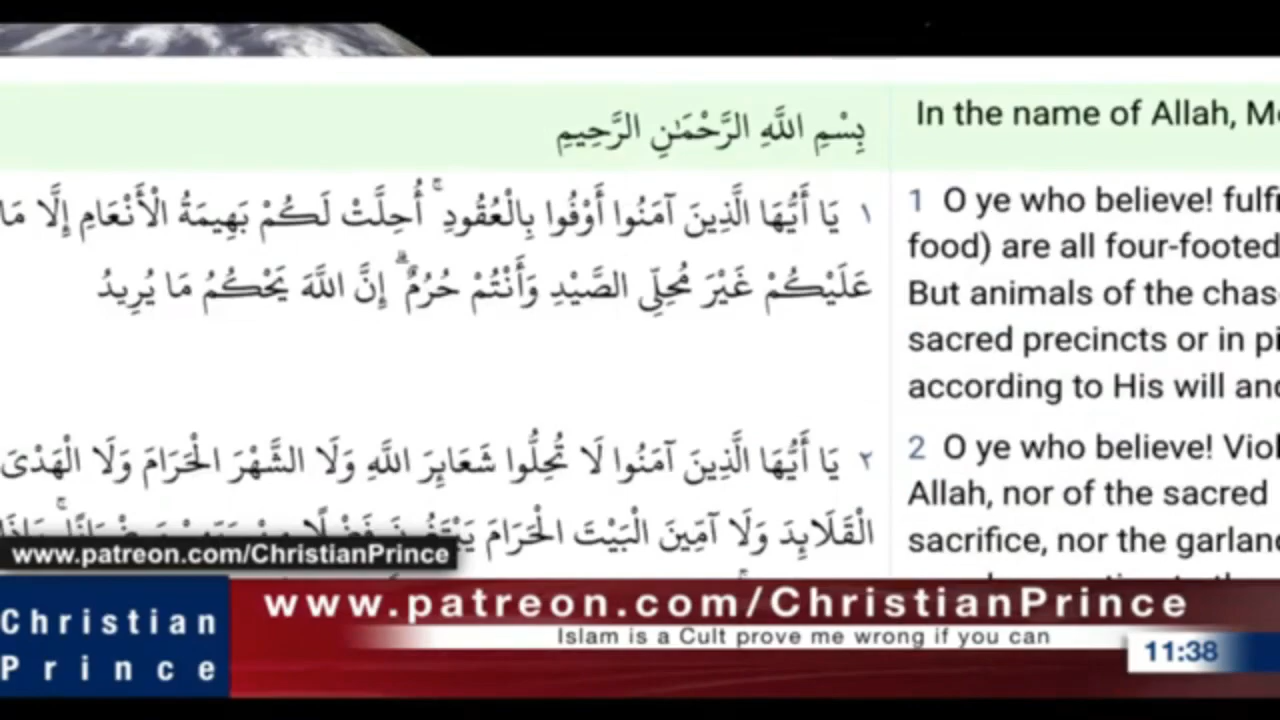 بِسْمِ اللَّهِ الرَّحْمَٰنِ الرَّحِيمِ
In the name of Allah, M
١ يَا أَيُّهَا الَّذِينَ آمَنُوا أَوْفُوا بِالْعُقُودِ ۚ أُحِلَّتْ لَكُمْ بَهِيمَةُ الْأَنْعَامِ إِلَّا مَا
عَلَيْكُمْ غَيْرَ مُحِلِّي الصَّيْدِ وَأَنْتُمْ حُرُمٌ ۗ إِنَّ اللَّهَ يَحْكُمُ مَا يُرِيدُ
1 O ye who believe! fulfi
food) are all four-footed
But animals of the chas
sacred precincts or in pi
according to His will and
٢ يَا أَيُّهَا الَّذِينَ آمَنُوا لَا تُحِلُّوا شَعَايِرَ اللَّهِ وَلَا الشَّهْرَ الْحَرَامَ وَلَا الْهَدْىَ
الْقَلَايِدَ وَلَا آمِّينَ الْبَيْتَ الْحَرَامَ
2 O ye who believe! Viol
Allah, nor of the sacred
sacrifice, nor the garland
www.patreon.com/ChristianPrince
Christian
Prince
www.patreon.com/ChristianPrince
Islam is a Cult prove me wrong if you can
11:38